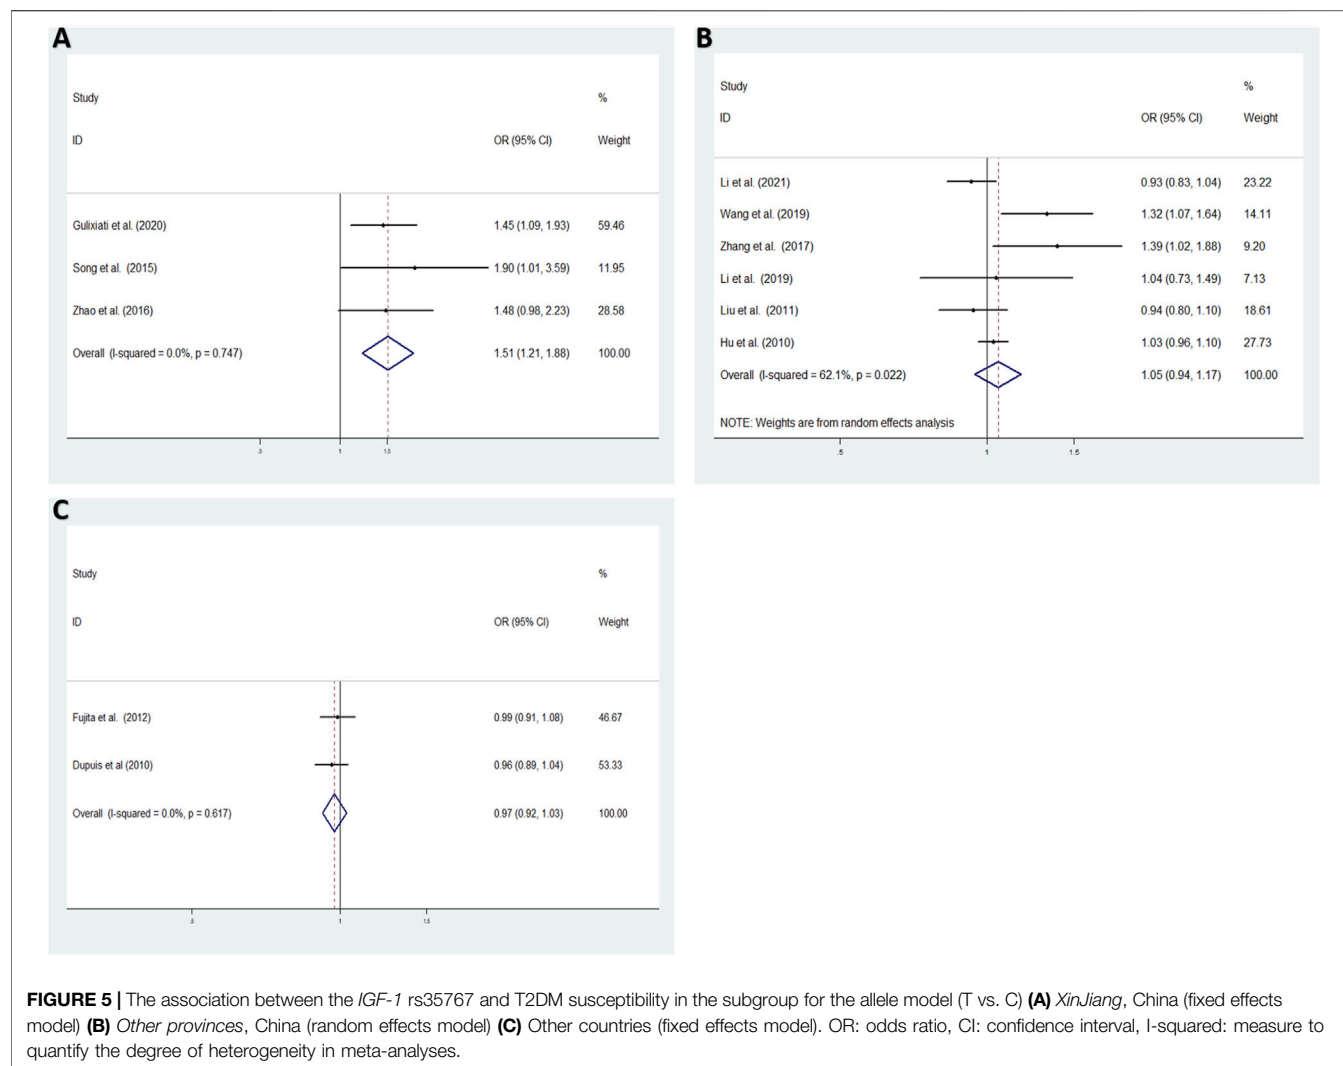 A
Study %
ID OR (95% CI) Weight
Gulixiati et al. (2020) 1.45 (1.09, 1.93) 59.46
Song et al. (2015) 1.90 (1.01, 3.59) 11.95
Zhao et al. (2016) 1.48 (0.98, 2.23) 28.58
Overall (I-squared = 0.0%, p = 0.747) 1.51 (1.21, 1.88) 100.00
.5 1 1.5
B
Study %
ID OR (95% CI) Weight
Li et al. (2021) 0.93 (0.83, 1.04) 23.22
Wang et al. (2019) 1.32 (1.07, 1.64) 14.11
Zhang et al. (2017) 1.39 (1.02, 1.88) 9.20
Li et al. (2019) 1.04 (0.73, 1.49) 7.13
Liu et al. (2011) 0.94 (0.80, 1.10) 18.61
Hu et al. (2010) 1.03 (0.96, 1.10) 27.73
Overall (I-squared = 62.1%, p = 0.022) 1.05 (0.94, 1.17) 100.00
NOTE: Weights are from random effects analysis
.5 1 1.5
C
Study %
ID OR (95% CI) Weight
Fujita et al. (2012) 0.99 (0.91, 1.08) 46.67
Dupuis et al (2010) 0.96 (0.89, 1.04) 53.33
Overall (I-squared = 0.0%, p = 0.617) 0.97 (0.92, 1.03) 100.00
.5 1 1.5
FIGURE 5 | The association between the IGF-1 rs35767 and T2DM susceptibility in the subgroup for the allele model (T vs. C) (A) XinJiang, China (fixed effects
model) (B) Other provinces, China (random effects model) (C) Other countries (fixed effects model). OR: odds ratio, CI: confidence interval, I-squared: measure to
quantify the degree of heterogeneity in meta-analyses.